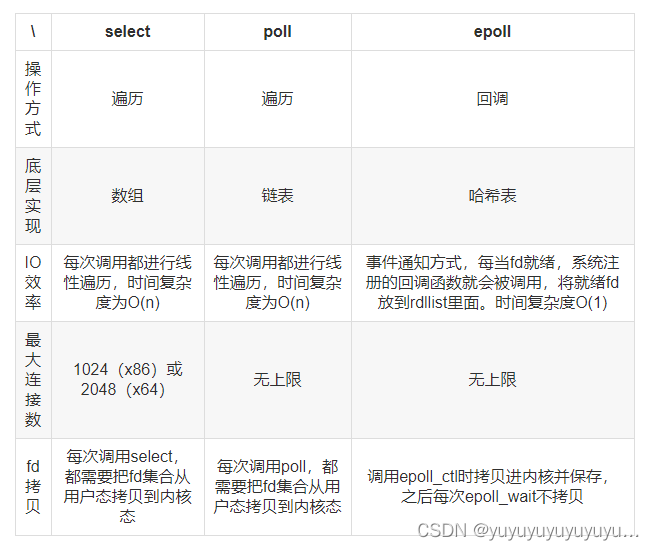 \ select poll epoll
操作方式 遍历 遍历 回调
底层实现 数组 链表 哈希表
IO效率 每次调用都进行线性遍历，时间复杂度为O(n) 每次调用都进行线性遍历，时间复杂度为O(n) 事件通知方式，每当fd就绪，系统注册的回调函数就会被调用，将就绪fd放到rdllist里面。时间复杂度O(1)
最大连接数 1024（x86）或2048（x64） 无上限 无上限
fd拷贝 每次调用select，都需要把fd集合从用户态拷贝到内核态 每次调用poll，都需要把fd集合从用户态拷贝到内核态 调用epoll_ctl时拷贝进内核并保存，之后每次epoll_wait不拷贝
CSDN @yuyuyuyuyuyuyu...